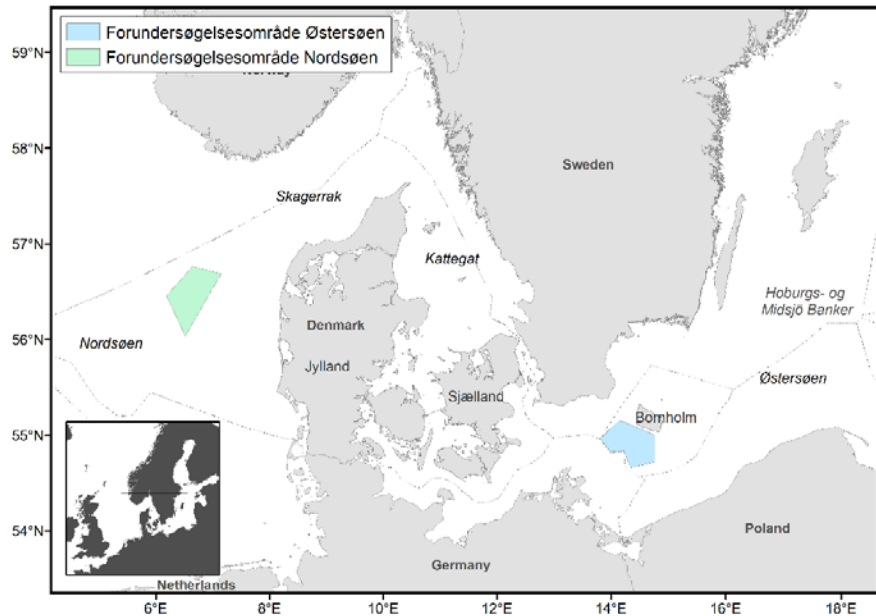 Forundersøgelsesområde Østersøen
Forundersøgelsesområde Nordsøen
Norway
59°N
58°N
57°N
56°N
55°N
54°N
Sweden
Skagerrak
Kattegat
Hoburgs- og
Midsjö Banker
Denmark
Nordsøen
Jylland
Sjælland
Østersøen
Bornholm
Poland
Germany
Netherlands
6°E
8°E
10°E
12°E
14°E
16°E
18°E